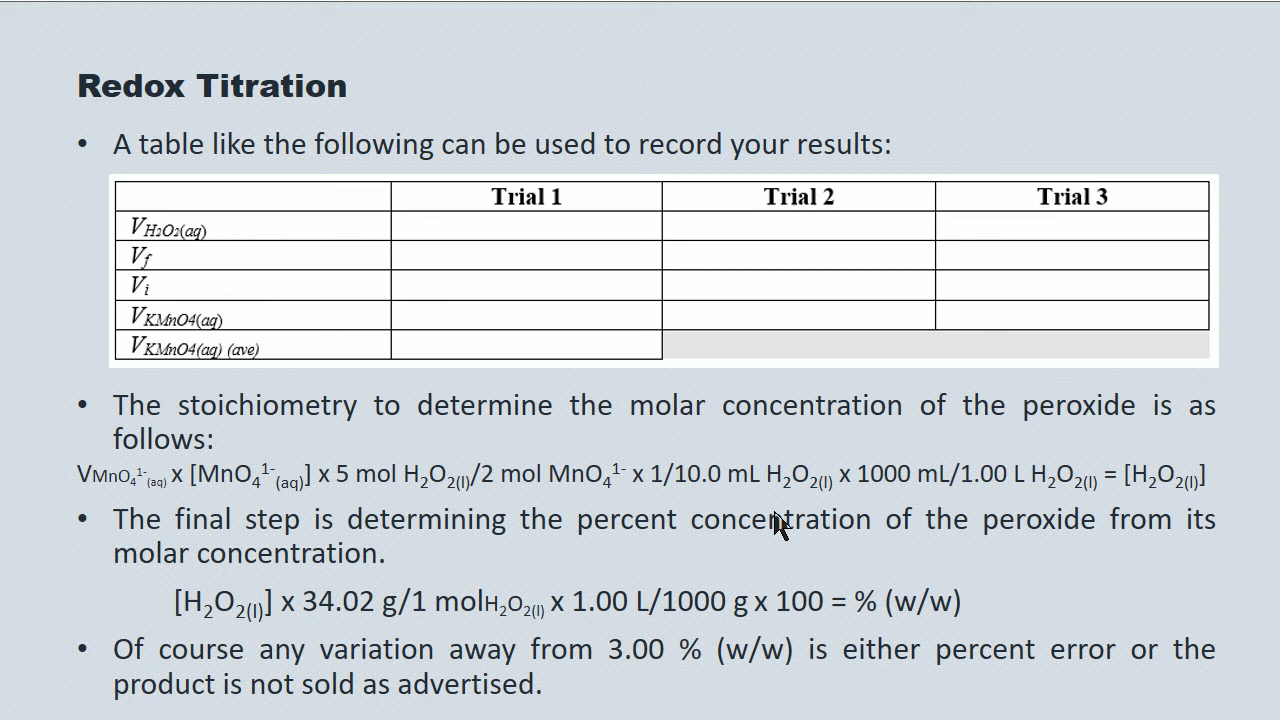 Redox Titration
• A table like the following can be used to record your results:
Trial 1 Trial 2 Trial 3
V_H₂O₂(aq)
V_f
V_i
V_KMnO4(aq)
V_KMnO4(aq) (ave)
• The stoichiometry to determine the molar concentration of the peroxide is as
follows:
VMnO₄¹⁻(aq) x [MnO₄¹⁻(aq)] x 5 mol H₂O₂(l)/2 mol MnO₄¹⁻ x 1/10.0 mL H₂O₂(l) x 1000 mL/1.00 L H₂O₂(l) = [H₂O₂(l)]
• The final step is determining the percent concentration of the peroxide from its
molar concentration.
[H₂O₂(l)] x 34.02 g/1 molH₂O₂(l) x 1.00 L/1000 g x 100 = % (w/w)
• Of course any variation away from 3.00 % (w/w) is either percent error or the
product is not sold as advertised.